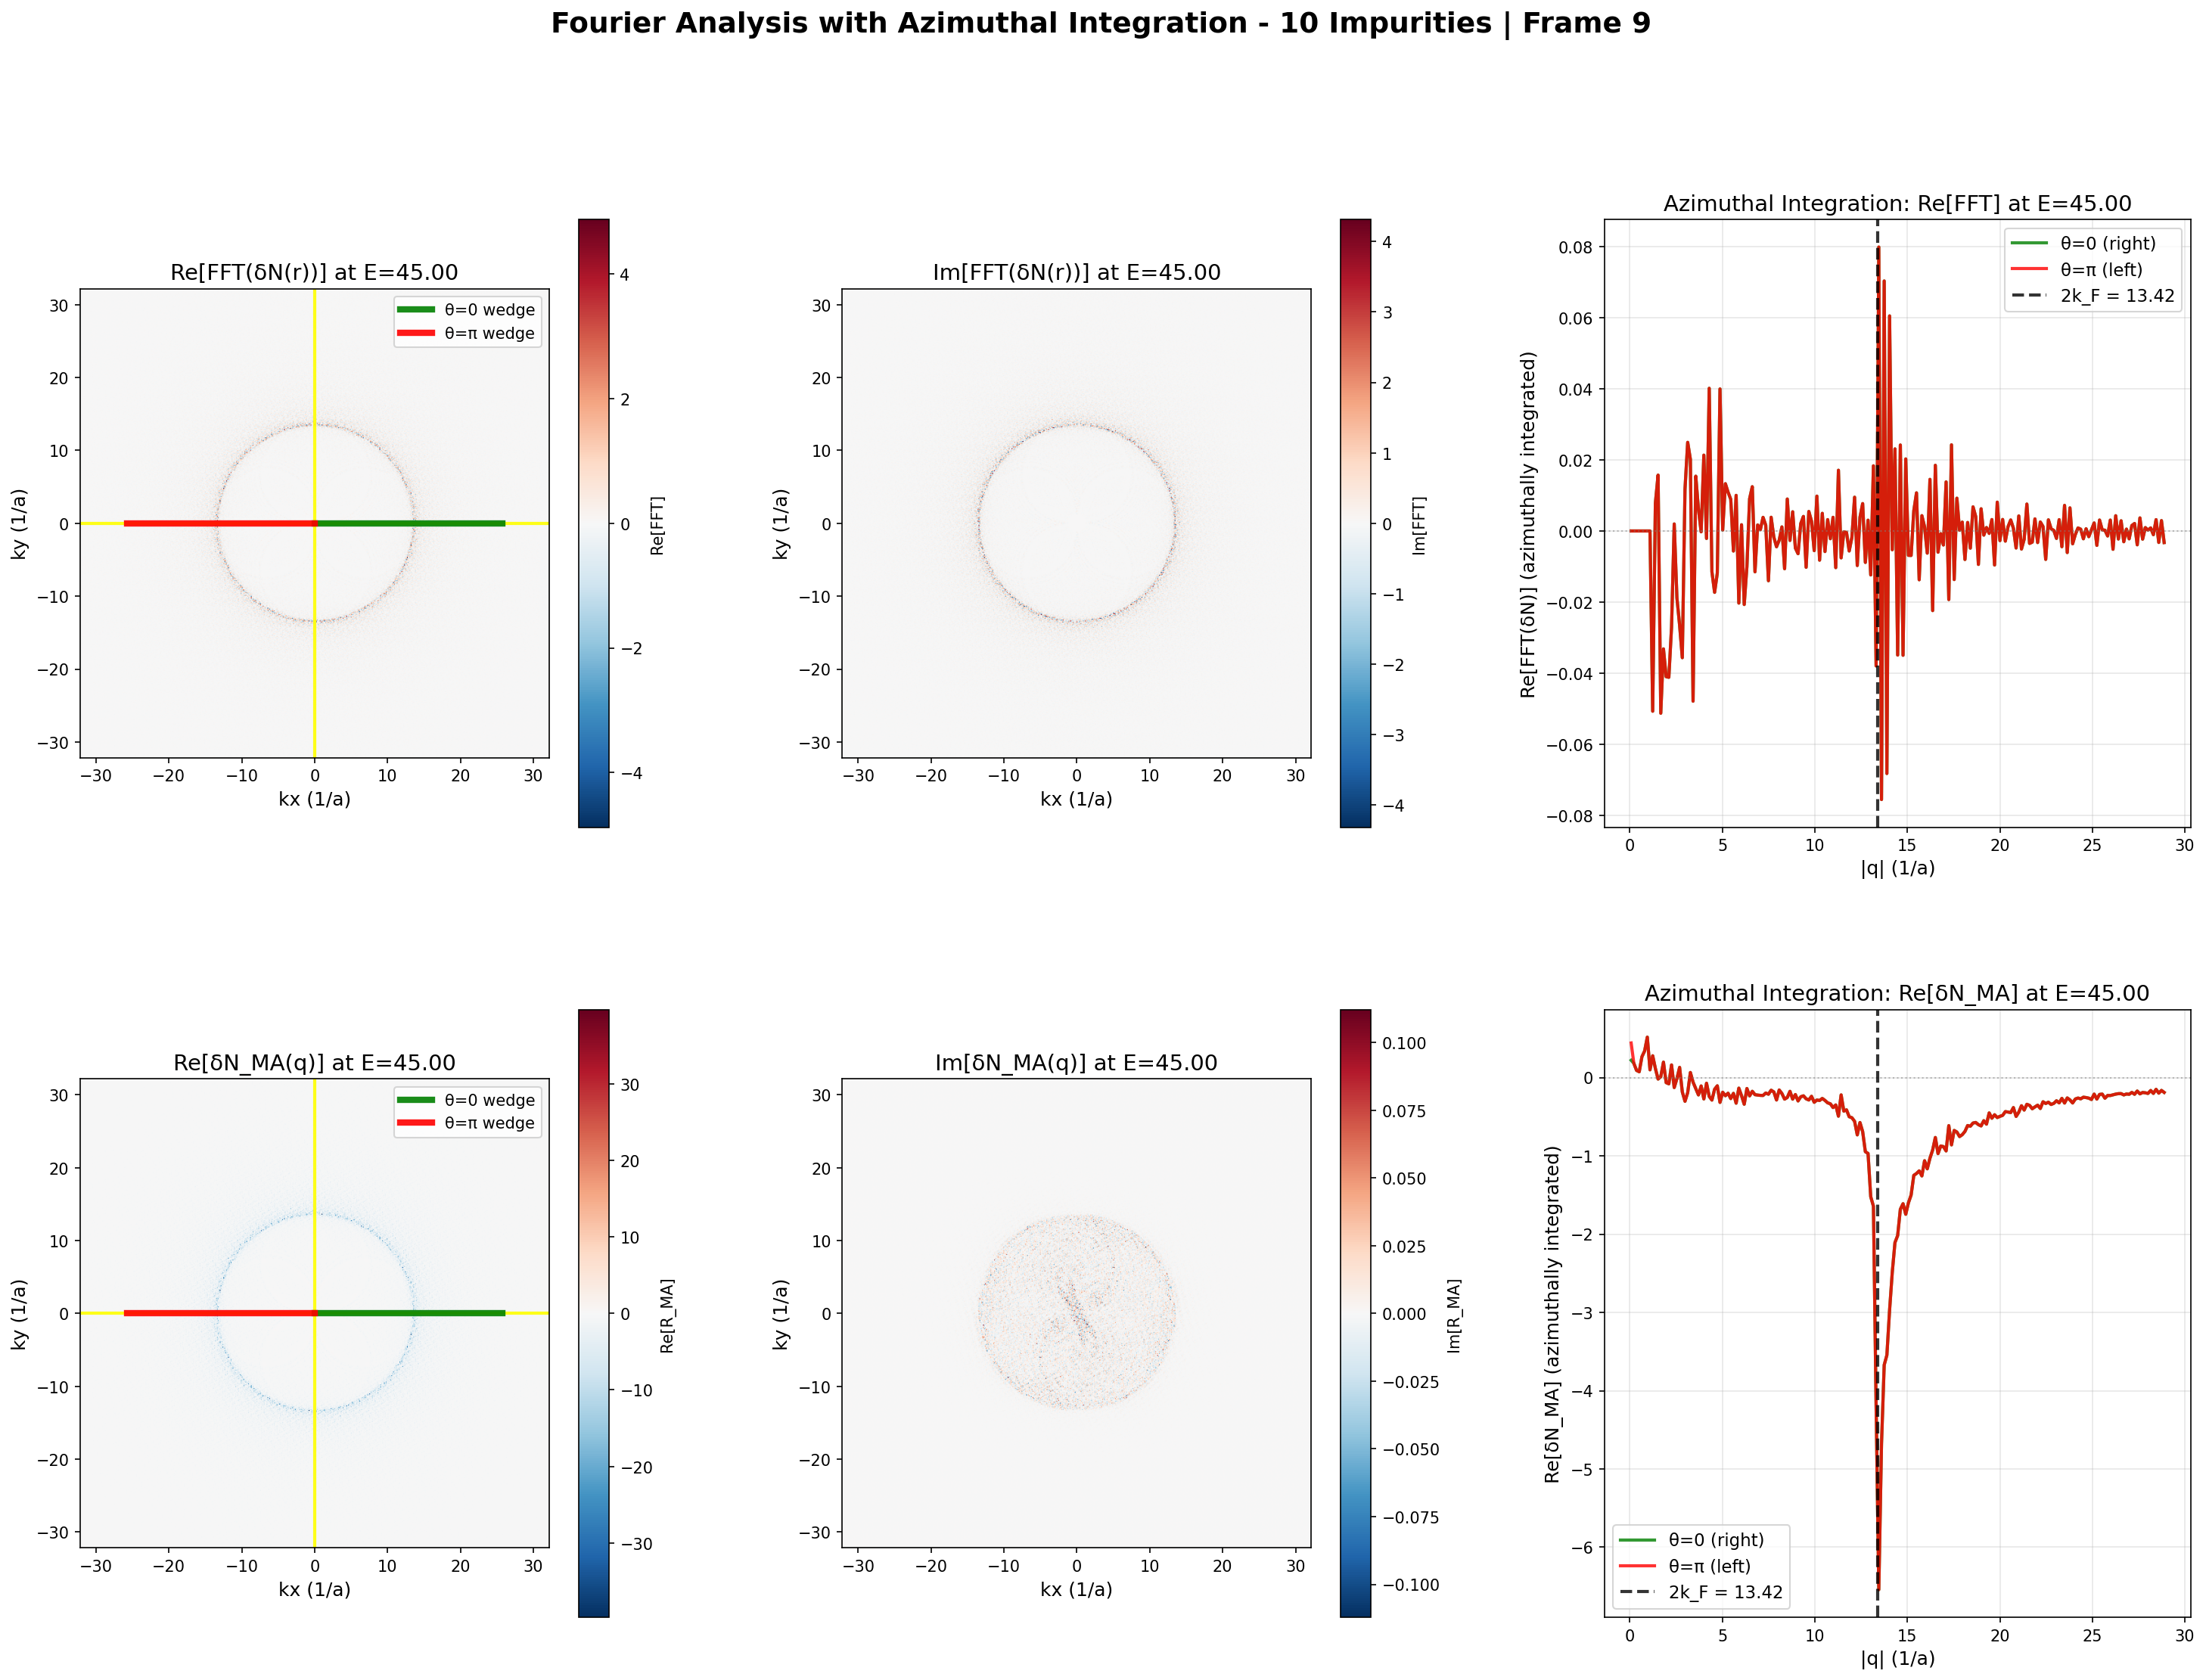 Fourier Analysis with Azimuthal Integration - 10 Impurities | Frame 9
Re[FFT(δN(r))] at E=45.00
θ=0 wedge
θ=π wedge
30
20
10
0
−10
−20
−30
ky (1/a)
−30 −20 −10 0 10 20 30
kx (1/a)
4
2
0
−2
−4
Re[FFT]
Im[FFT(δN(r))] at E=45.00
30
20
10
0
−10
−20
−30
ky (1/a)
−30 −20 −10 0 10 20 30
kx (1/a)
4
3
2
1
0
−1
−2
−3
−4
Im[FFT]
Azimuthal Integration: Re[FFT] at E=45.00
θ=0 (right)
θ=π (left)
2k_F = 13.42
0.08
0.06
0.04
0.02
0.00
−0.02
−0.04
−0.06
−0.08
Re[FFT(δN)] (azimuthally integrated)
0 5 10 15 20 25 30
|q| (1/a)
Re[δN_MA(q)] at E=45.00
θ=0 wedge
θ=π wedge
30
20
10
0
−10
−20
−30
ky (1/a)
−30 −20 −10 0 10 20 30
kx (1/a)
30
20
10
0
−10
−20
−30
Re[R_MA]
Im[δN_MA(q)] at E=45.00
30
20
10
0
−10
−20
−30
ky (1/a)
−30 −20 −10 0 10 20 30
kx (1/a)
0.100
0.075
0.050
0.025
0.000
−0.025
−0.050
−0.075
−0.100
Im[R_MA]
Azimuthal Integration: Re[δN_MA] at E=45.00
0
−1
−2
−3
−4
−5
−6
Re[δN_MA] (azimuthally integrated)
θ=0 (right)
θ=π (left)
2k_F = 13.42
0 5 10 15 20 25 30
|q| (1/a)